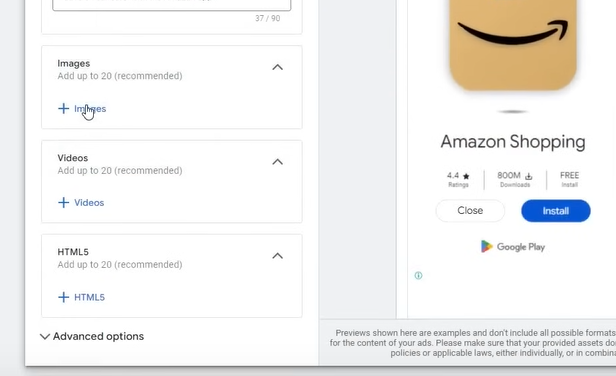 37 / 90
Images
Add up to 20 (recommended)
+ Images
Videos
Add up to 20 (recommended)
+ Videos
HTML5
Add up to 20 (recommended)
+ HTML5
Advanced options
Amazon Shopping
4.4 ★ 800M FREE
Ratings Downloads Install
Close Install
Google Play
Previews shown here are examples and don't include all possible formats
for the content of your ads. Please make sure that your provided assets do
policies or applicable laws, either individually, or in combina